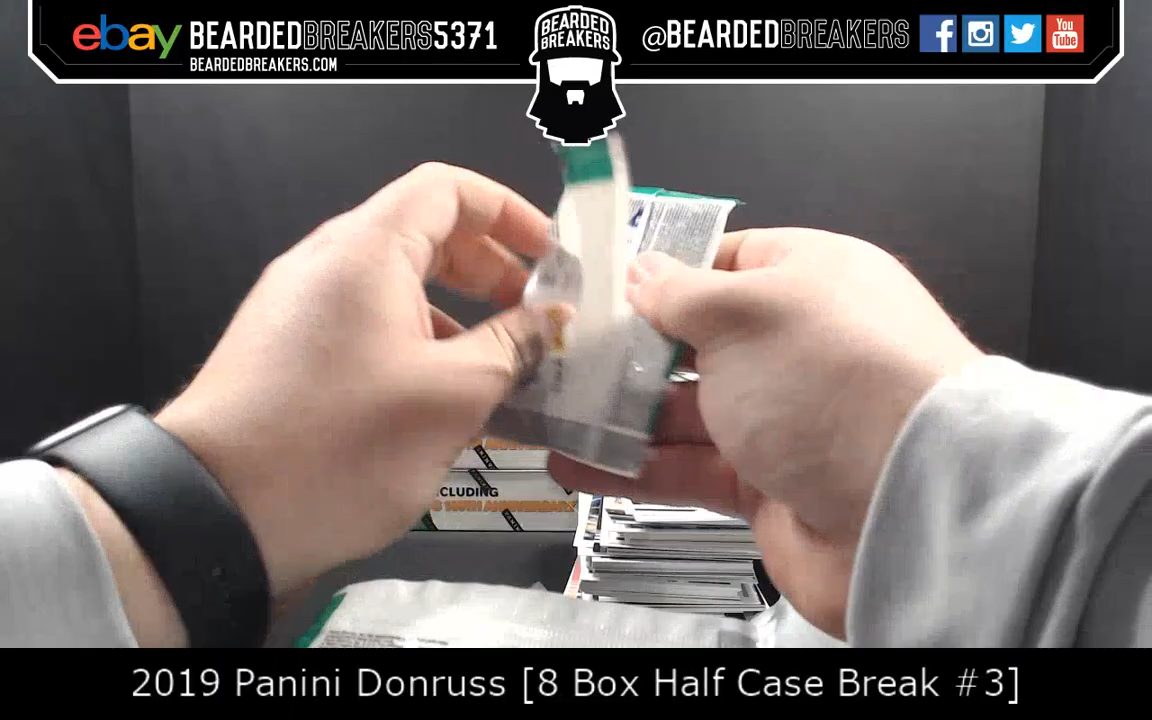 ebay BEARDEDBREAKERS5371
BEARDEDBREAKERS.COM
BEARDED
BREAKERS
@BEARDEDBREAKERS
You
Tube
CLUDING
2019 Panini Donruss [8 Box Half Case Break #3]